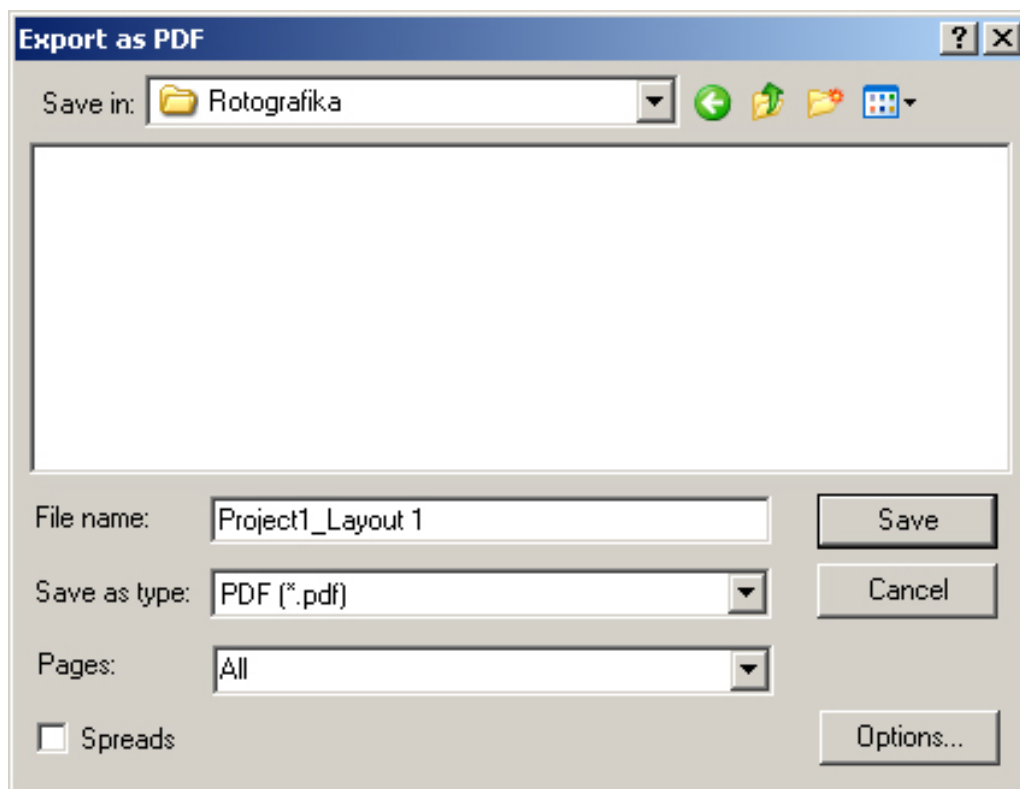 Export as PDF
Save in: Rotografika
File name: Project1_Layout 1
Save
Save as type: PDF (*.pdf)
Cancel
Pages: All
Spreads
Options...